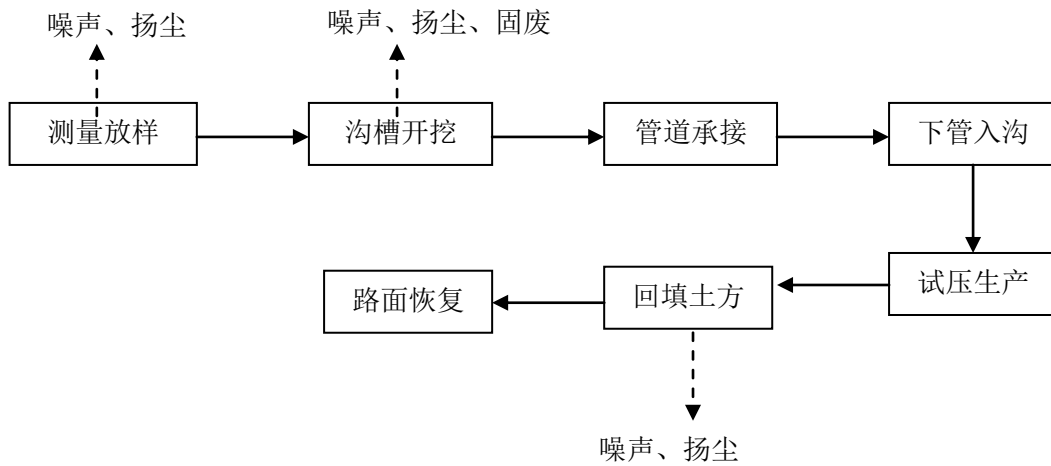 噪声、扬尘
噪声、扬尘、固废
测量放样
沟槽开挖
管道承接
下管入沟
试压生产
回填土方
路面恢复
噪声、扬尘